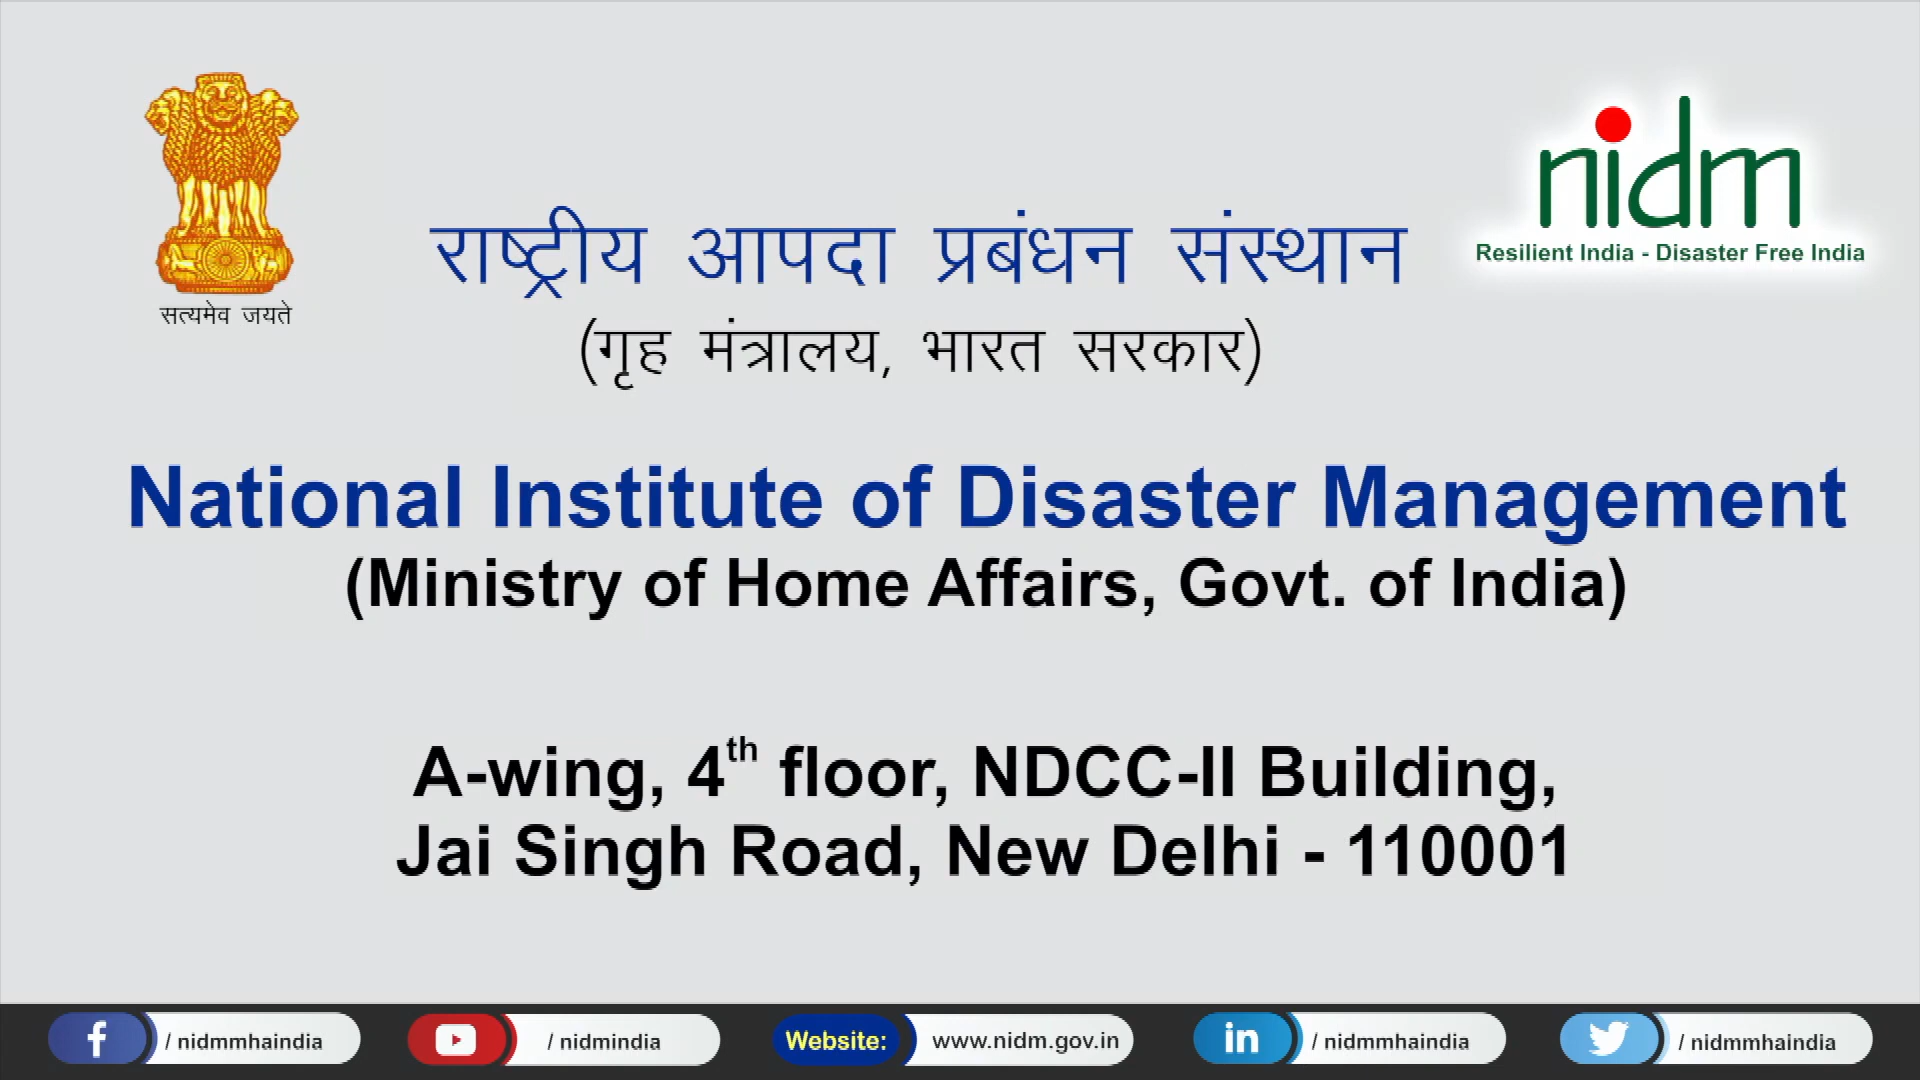 सत्यमेव जयते
nidm
Resilient India - Disaster Free India
राष्ट्रीय आपदा प्रबंधन संस्थान
(गृह मंत्रालय, भारत सरकार)
National Institute of Disaster Management
(Ministry of Home Affairs, Govt. of India)
A-wing, 4th floor, NDCC-II Building,
Jai Singh Road, New Delhi - 110001
f / nidmmhaindia / nidmindia Website: www.nidm.gov.in in / nidmmhaindia / nidmmhaindia